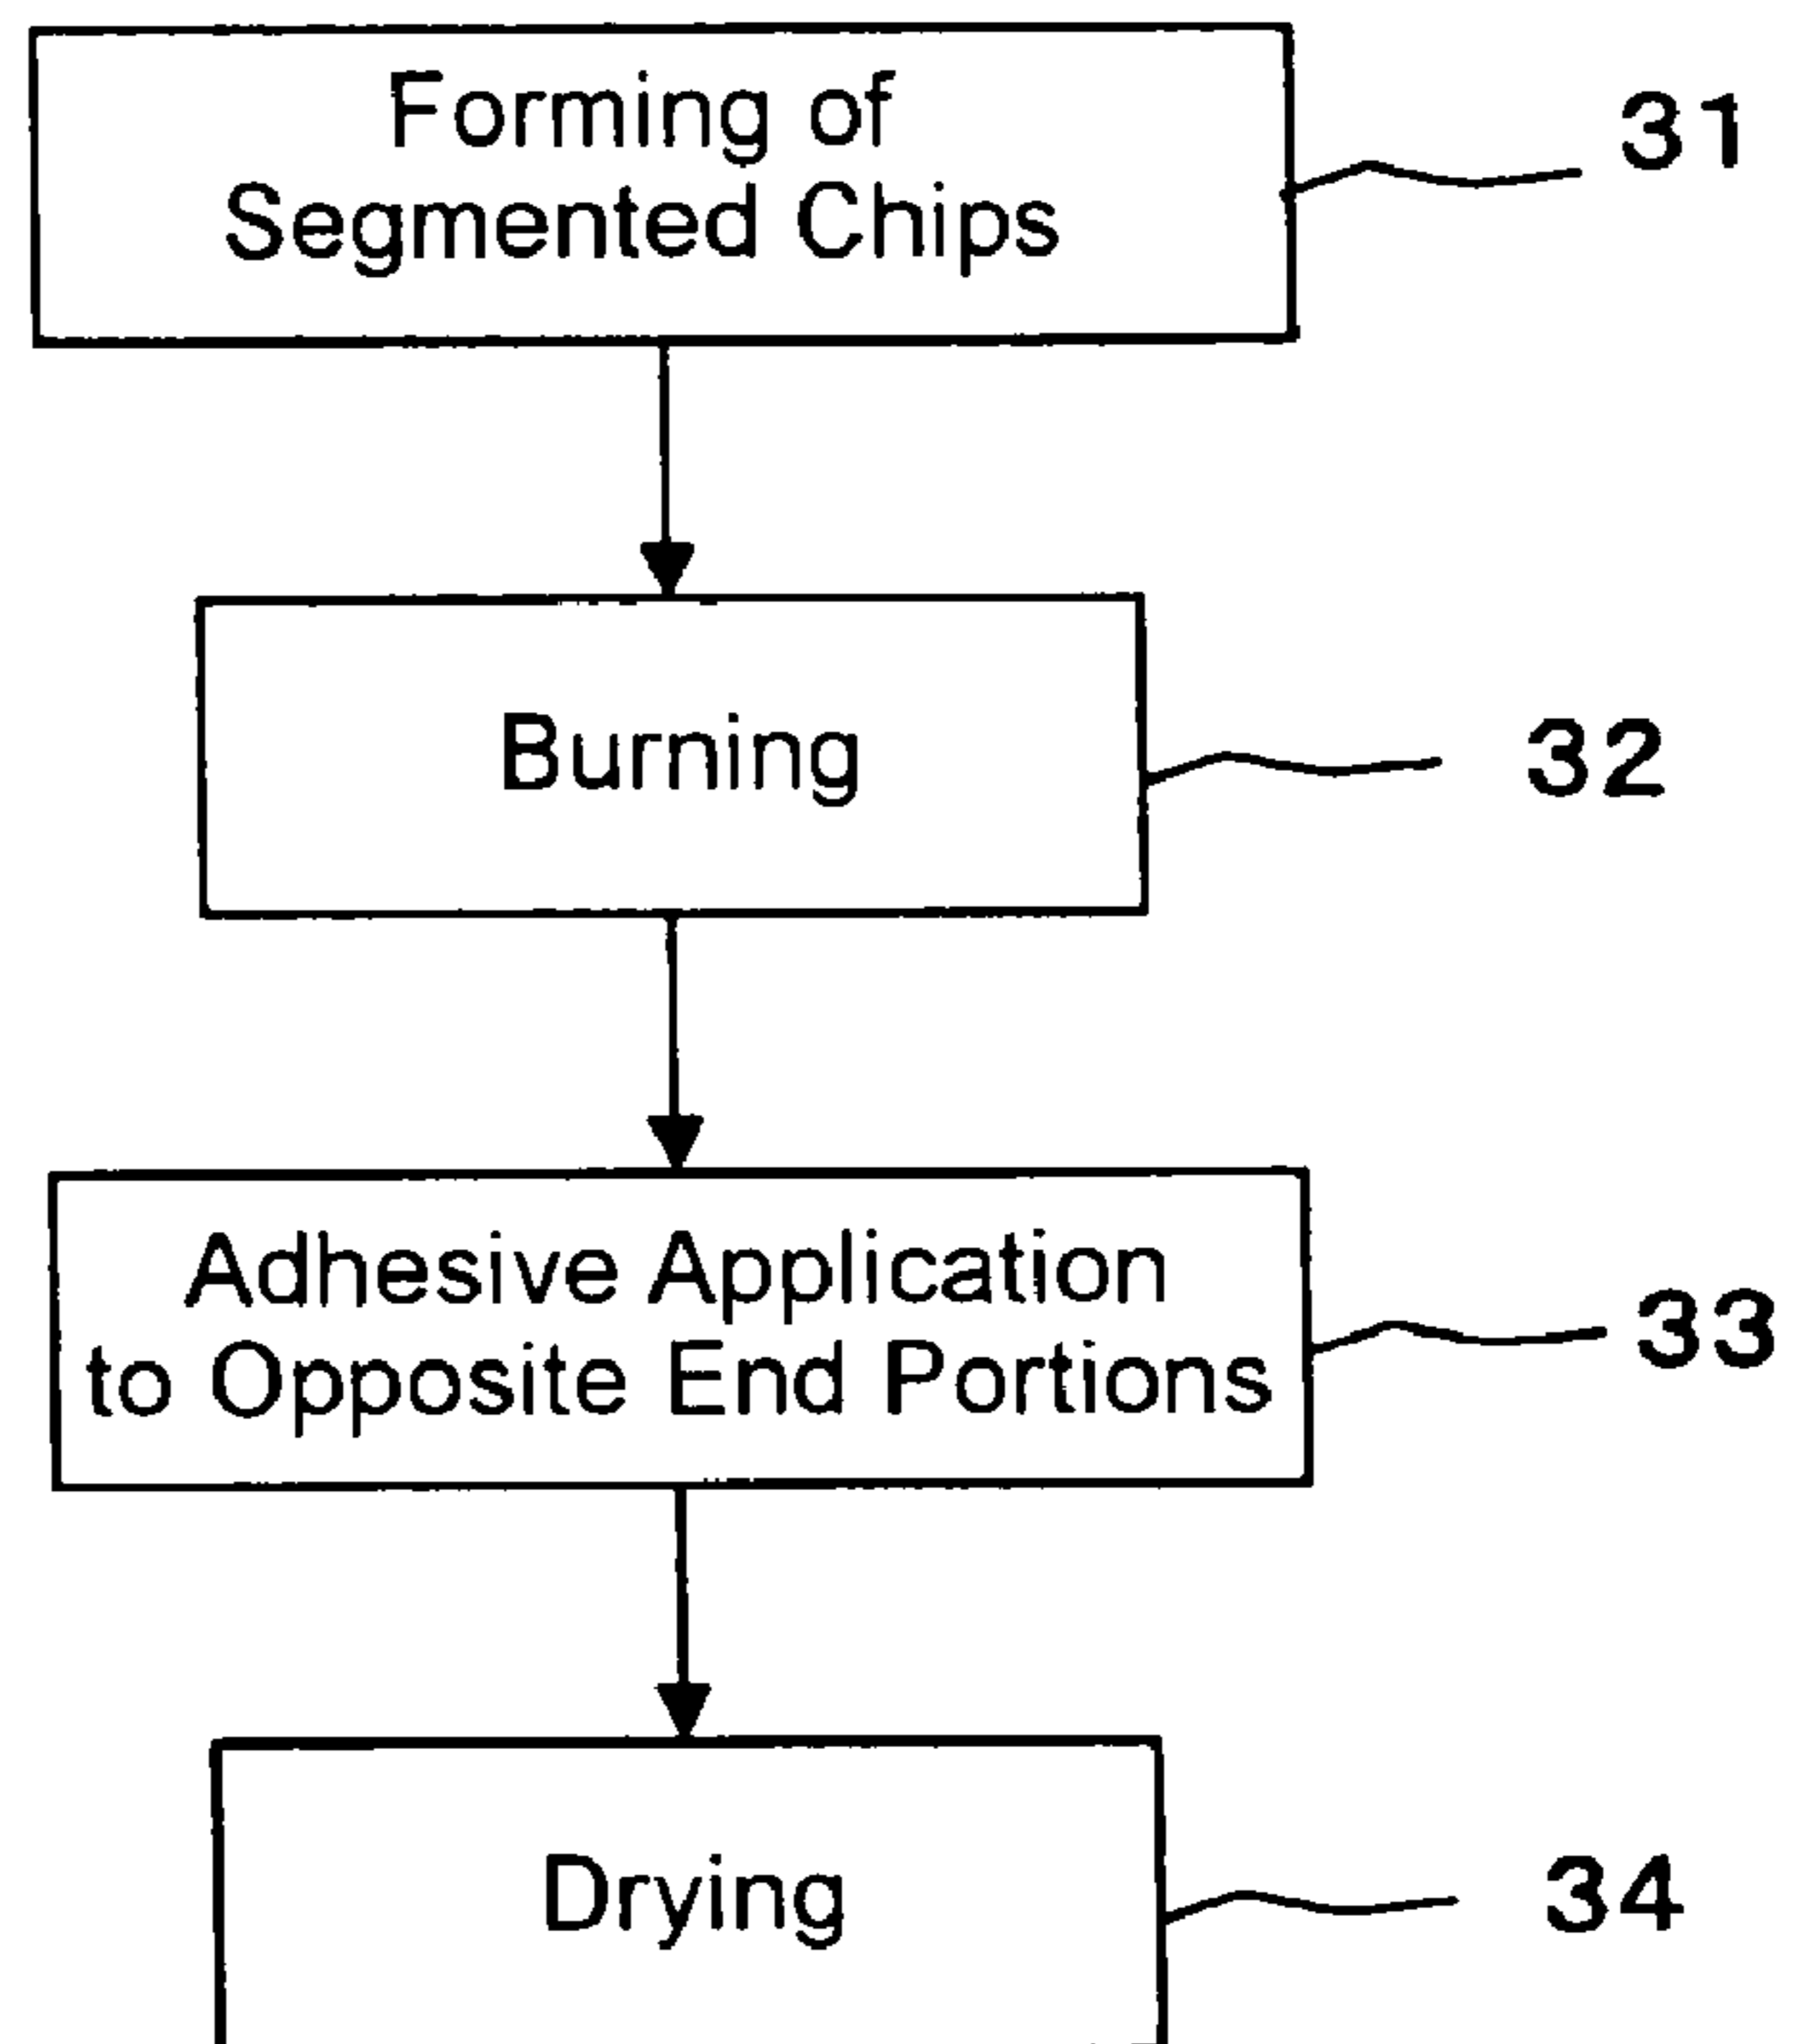 Forming of
Segmented Chips
31
Burning
32
Adhesive Application
to Opposite End Portions
33
Drying
34